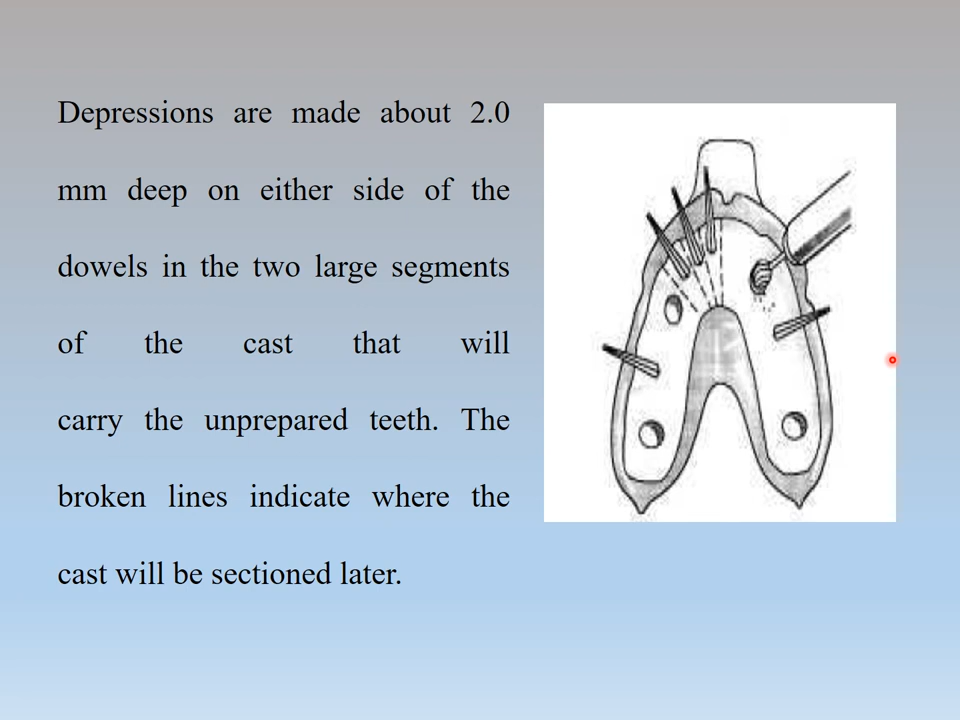 Depressions are made about 2.0
mm deep on either side of the
dowels in the two large segments
of the cast that will
carry the unprepared teeth. The
broken lines indicate where the
cast will be sectioned later.